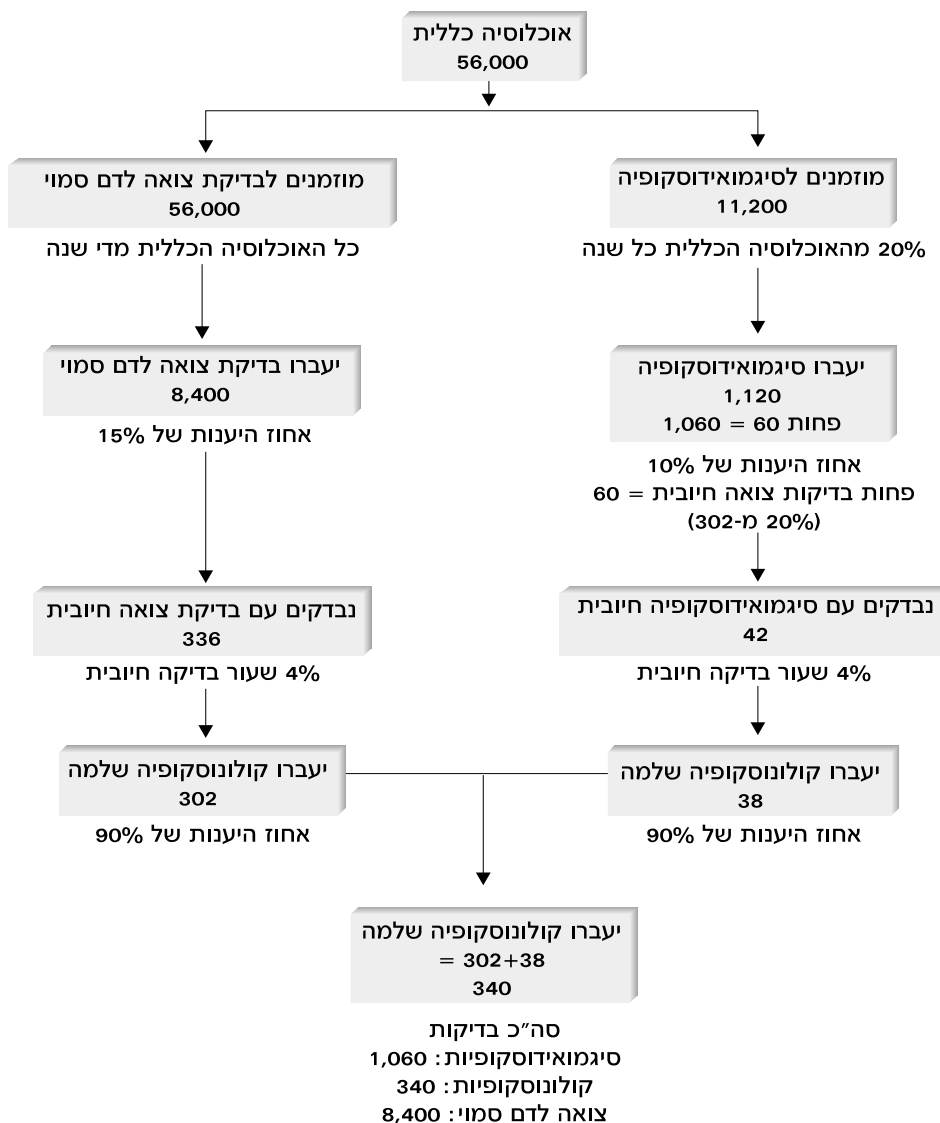 אוכלוסיה כללית
56,000
מוזמנים לסיגמואידוסקופיה
11,200
20% מהאוכלוסיה הכללית כל שנה
יעברו סיגמואידוסקופיה
1,120
פחות 60 = 1,060
אחוז היענות של 10%
פחות בדיקות צואה חיובית = 60
(20% מ-302)
נבדקים עם סיגמואידוסקופיה חיובית
42
4% שעור בדיקה חיובית
יעברו קולונוסקופיה שלמה
38
אחוז היענות של 90%
מוזמנים לבדיקת צואה לדם סמוי
56,000
כל האוכלוסיה הכללית מדי שנה
יעברו בדיקת צואה לדם סמוי
8,400
אחוז היענות של 15%
נבדקים עם בדיקת צואה חיובית
336
4% שעור בדיקה חיובית
יעברו קולונוסקופיה שלמה
302
אחוז היענות של 90%
יעברו קולונוסקופיה שלמה
= 302+38
340
סה"כ בדיקות
סיגמואידוסקופיות: 1,060
קולונוסקופיות: 340
צואה לדם סמוי: 8,400